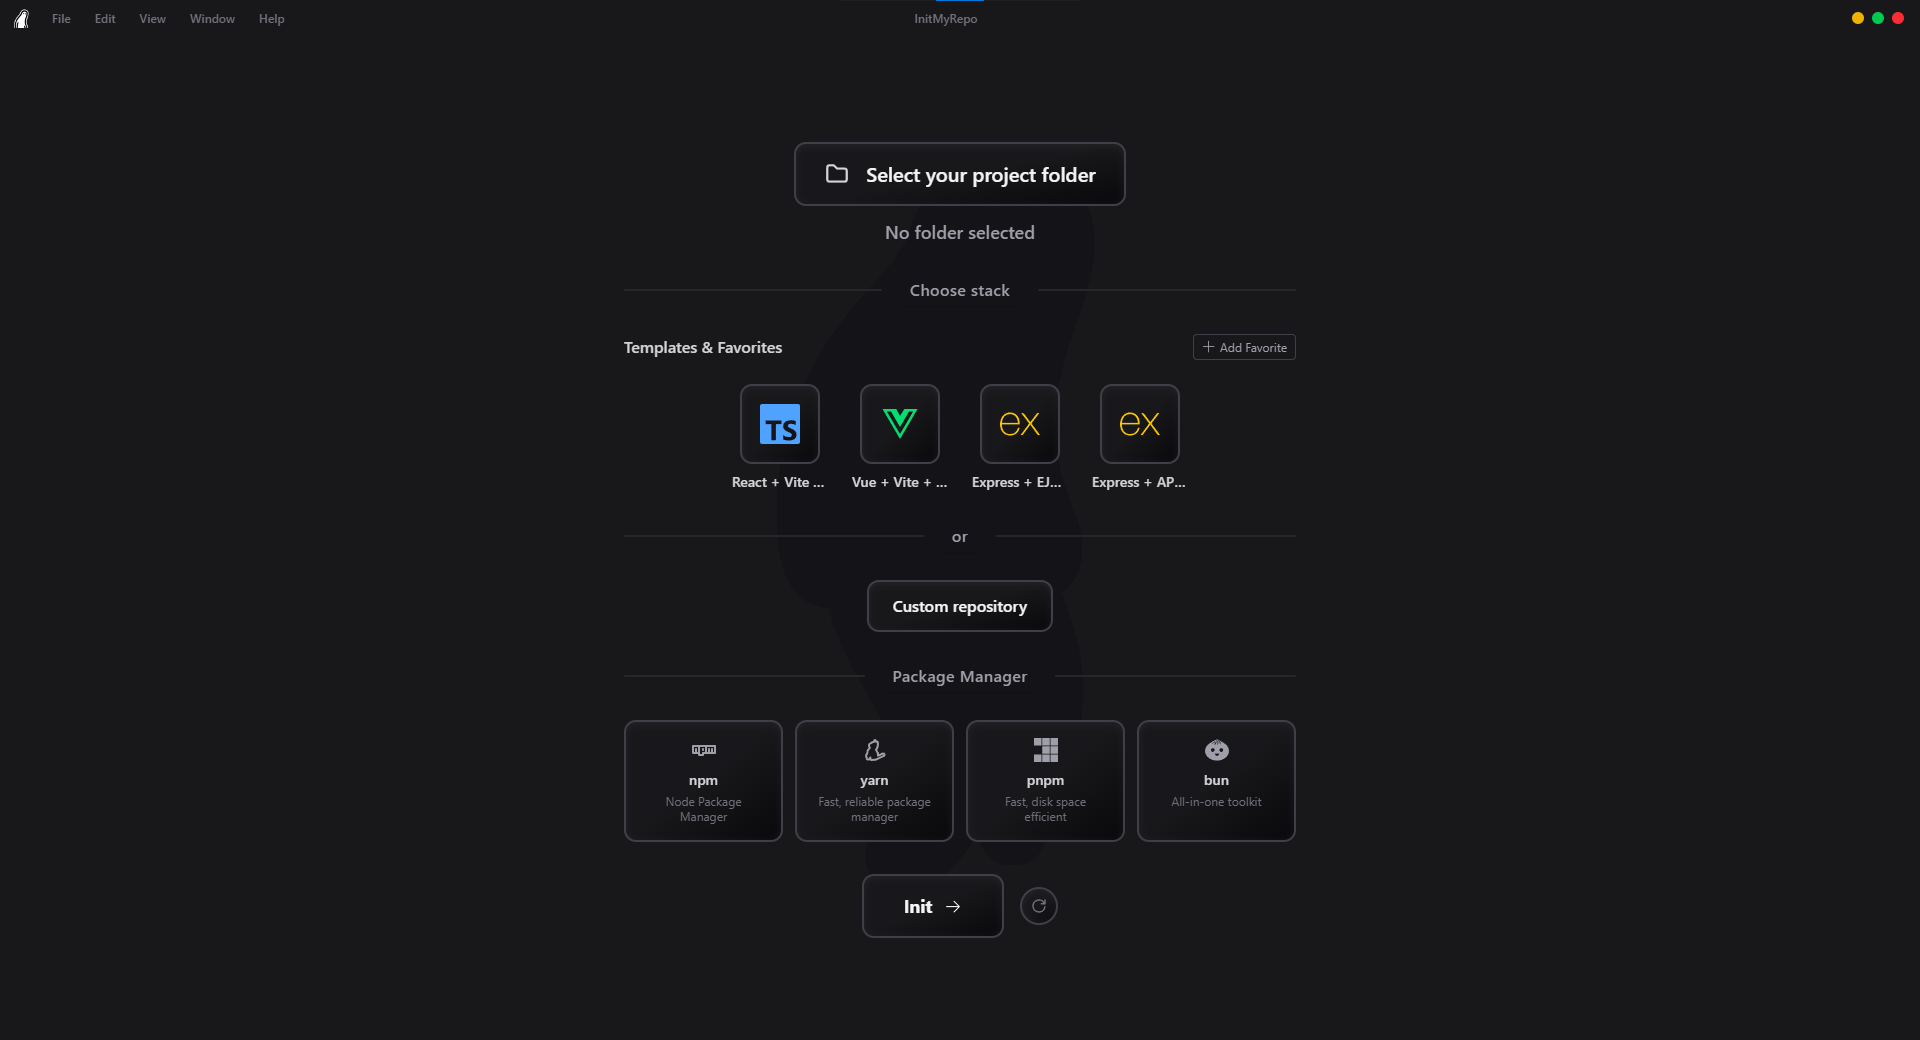 File Edit View Window Help
InitMyRepo
Select your project folder
No folder selected
Choose stack
Templates & Favorites
Add Favorite
TS
ex
ex
React + Vite ...
Vue + Vite + ...
Express + EJ...
Express + AP...
or
Custom repository
Package Manager
npm
npm
Node Package
Manager
yarn
Fast, reliable package
manager
pnpm
Fast, disk space
efficient
bun
All-in-one toolkit
Init